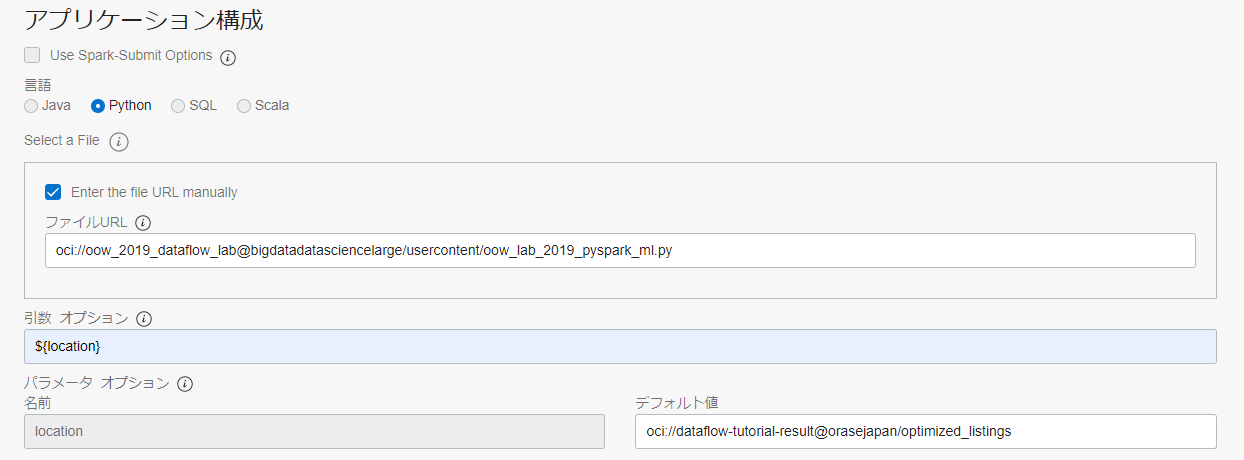 アプリケーション構成
Use Spark-Submit Options
言語
Java Python SQL Scala
Select a File
Enter the file URL manually
ファイルURL
oci://oow_2019_dataflow_lab@bigdatadatasciencelarge/usercontent/oow_lab_2019_pyspark_ml.py
引数 オプション
${location}
パラメータ オプション
名前 デフォルト値
location oci://dataflow-tutorial-result@orasejapan/optimized_listings